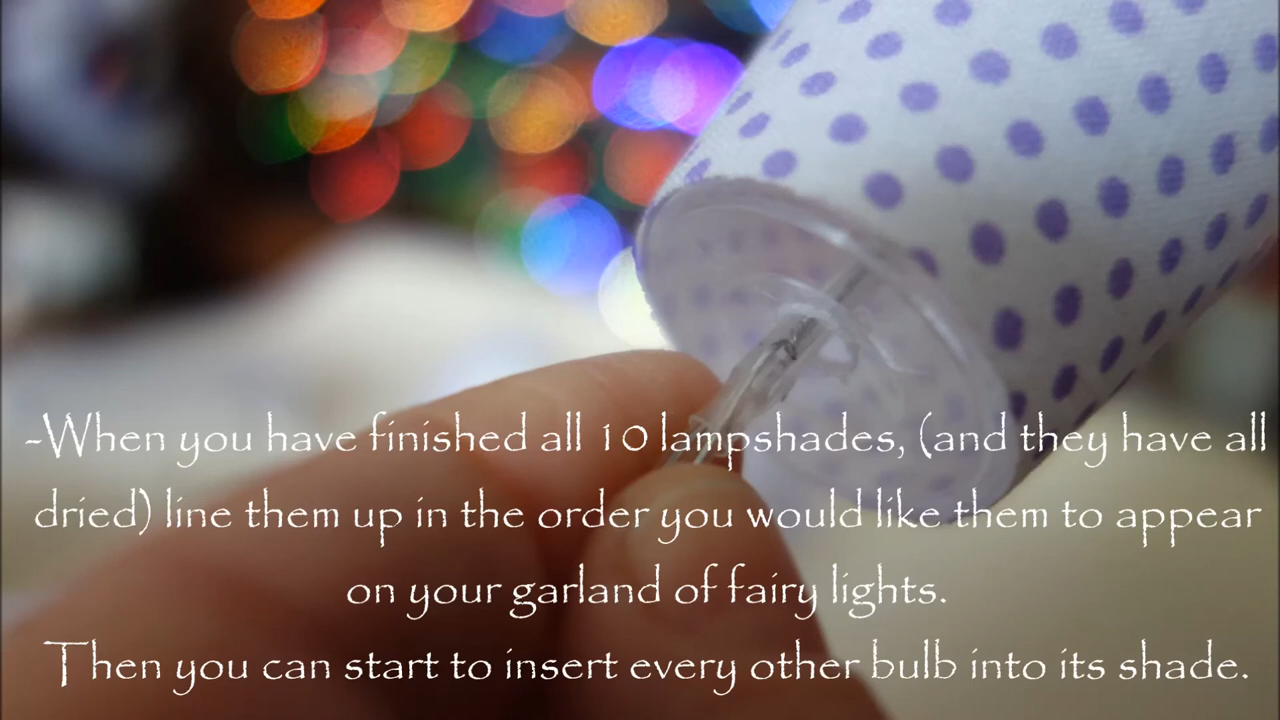 -When you have finished all 10 lampshades, (and they have all
dried) line them up in the order you would like them to appear
on your garland of fairy lights.
Then you can start to insert every other bulb into its shade.